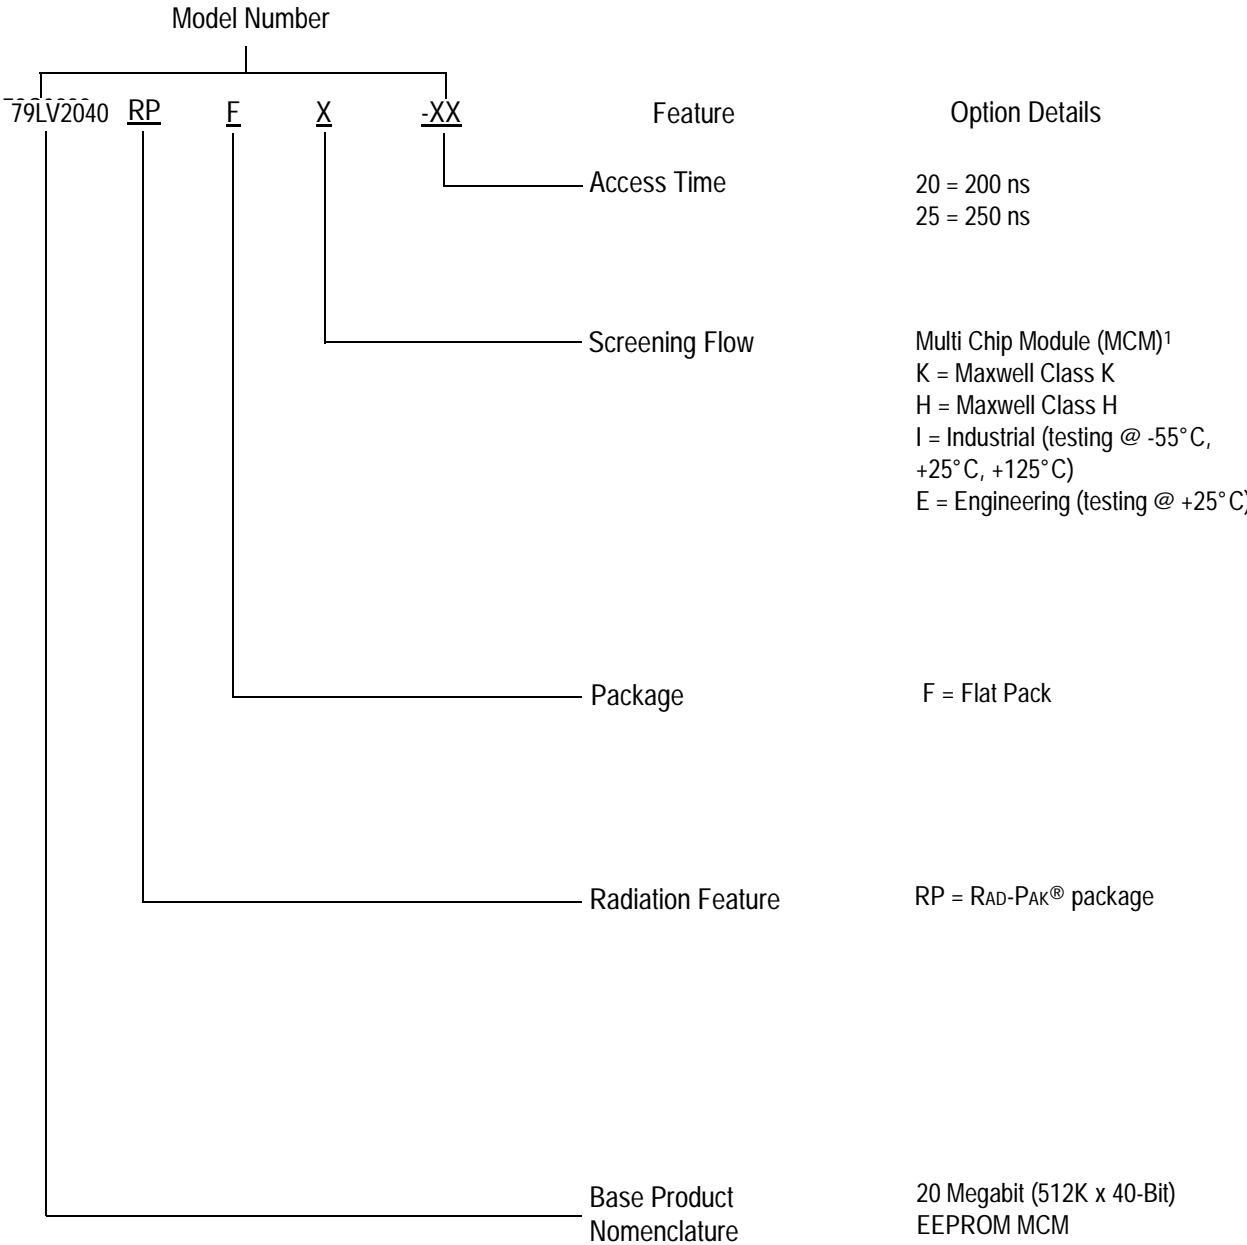 Model Number
79LV2040 RP F X -XX Feature Option Details
Access Time
20 = 200 ns
25 = 250 ns
Screening Flow
Multi Chip Module (MCM)1
K = Maxwell Class K
H = Maxwell Class H
I = Industrial (testing @ -55°C,
+25°C, +125°C)
E = Engineering (testing @ +25°C)
Package
F = Flat Pack
Radiation Feature
RP = RAD-PAK® package
Base Product
Nomenclature
20 Megabit (512K x 40-Bit)
EEPROM MCM